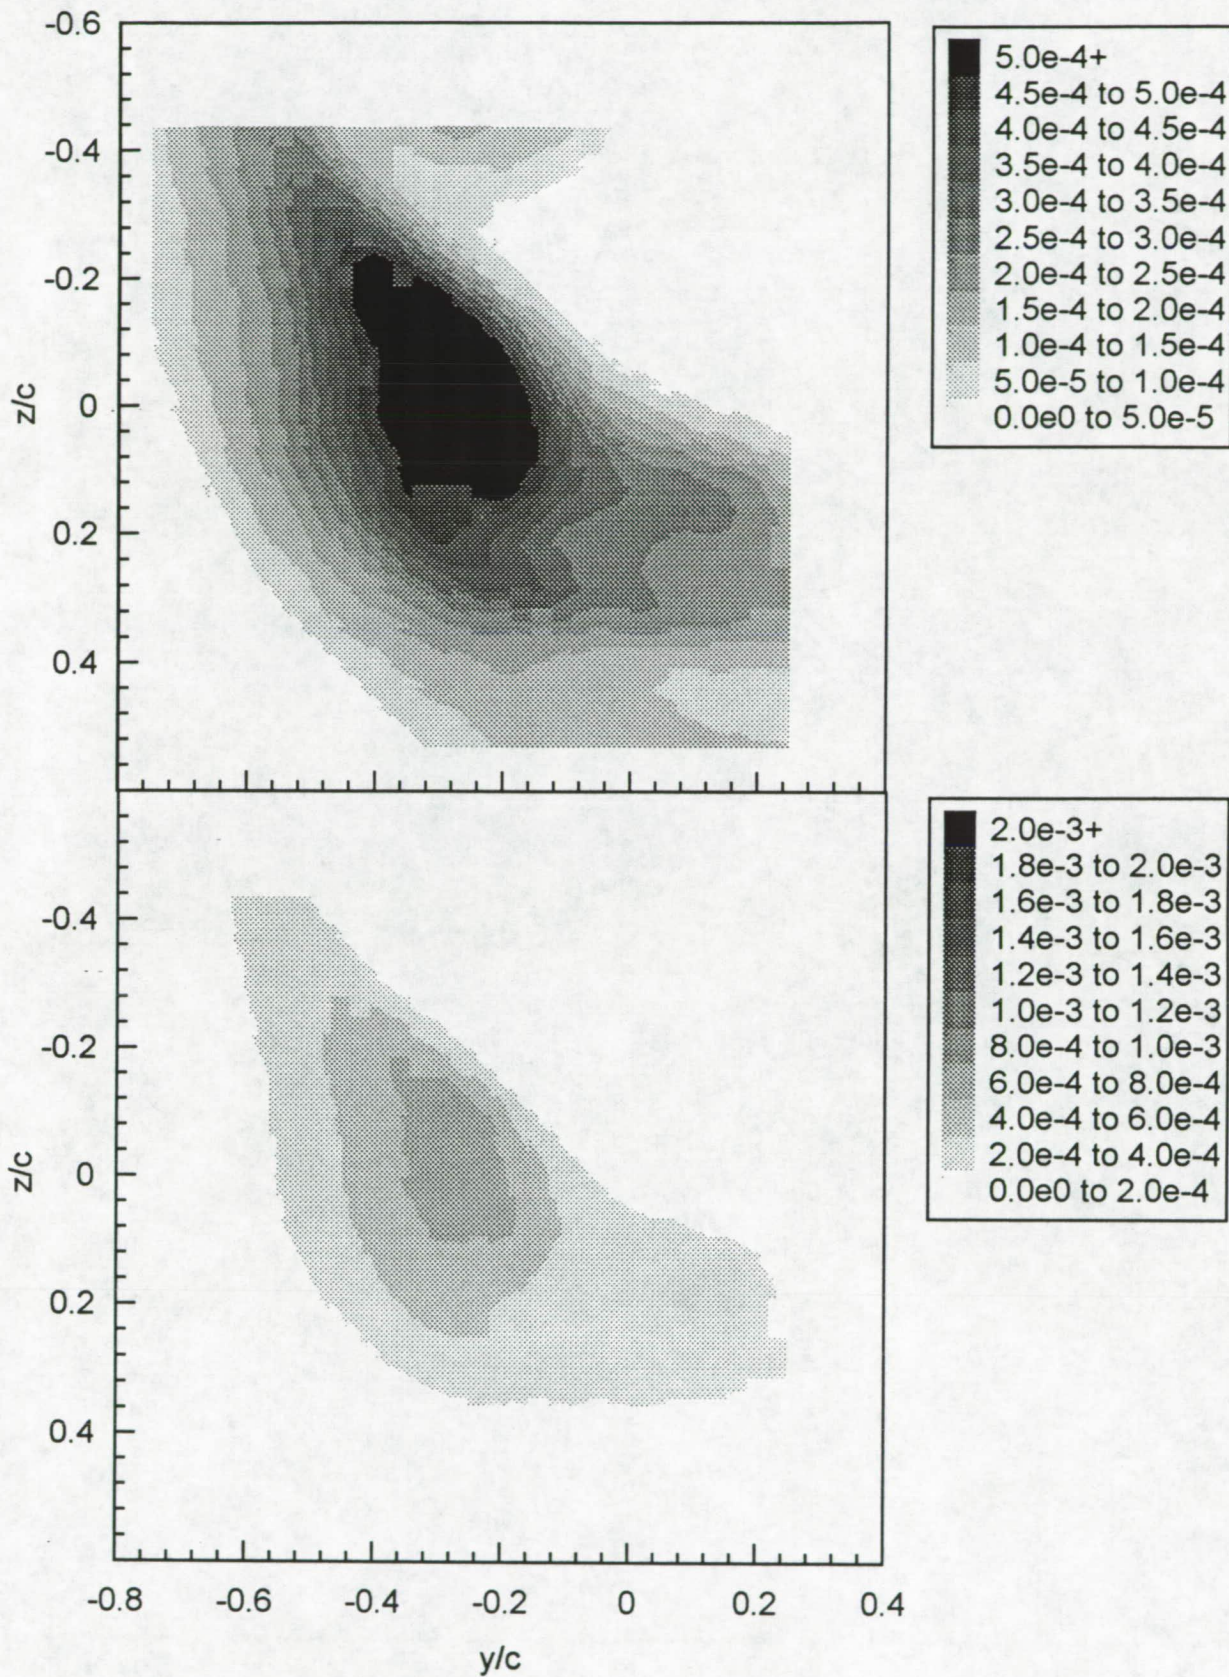 -0.6
-0.4
-0.2
0
0.2
0.4
z/c
5.0e-4+
4.5e-4 to 5.0e-4
4.0e-4 to 4.5e-4
3.5e-4 to 4.0e-4
3.0e-4 to 3.5e-4
2.5e-4 to 3.0e-4
2.0e-4 to 2.5e-4
1.5e-4 to 2.0e-4
1.0e-4 to 1.5e-4
5.0e-5 to 1.0e-4
0.0e0 to 5.0e-5
-0.4
-0.2
0
0.2
0.4
z/c
2.0e-3+
1.8e-3 to 2.0e-3
1.6e-3 to 1.8e-3
1.4e-3 to 1.6e-3
1.2e-3 to 1.4e-3
1.0e-3 to 1.2e-3
8.0e-4 to 1.0e-3
6.0e-4 to 8.0e-4
4.0e-4 to 6.0e-4
2.0e-4 to 4.0e-4
0.0e0 to 2.0e-4
-0.8 -0.6 -0.4 -0.2 0 0.2 0.4
y/c